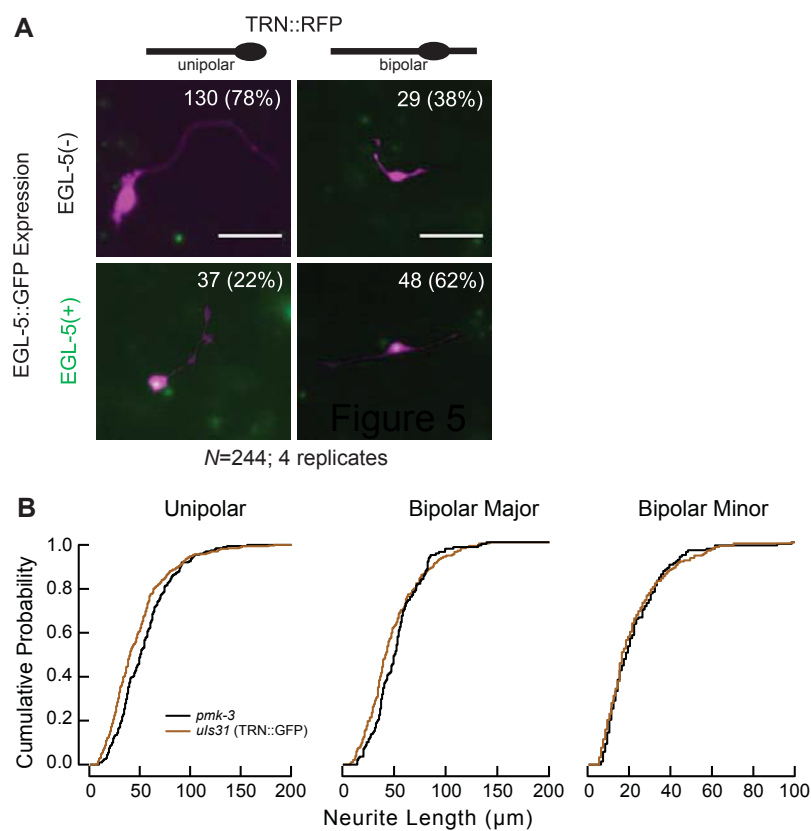 A
TRN::RFP
unipolar
bipolar
EGL-5::GFP Expression
EGL-5(-)
130 (78%)
29 (38%)
EGL-5(+)
37 (22%)
48 (62%)
Figure 5
N=244; 4 replicates
B
Unipolar
Bipolar Major
Bipolar Minor
Cumulative Probability
1.0
0.8
0.6
0.4
0.2
0.0
pmk-3
uIs31 (TRN::GFP)
0 50 100 150 200
0 50 100 150 200
0 20 40 60 80 100
Neurite Length (μm)